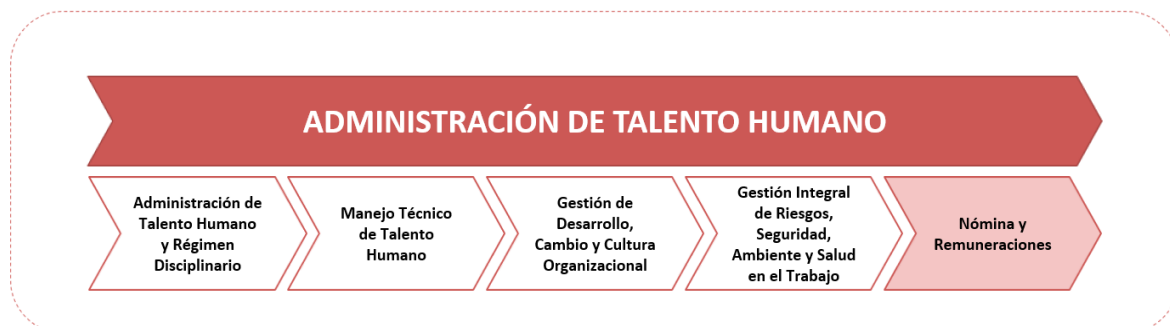 ADMINISTRACIÓN DE TALENTO HUMANO
Administración de
Talento Humano
y Régimen
Disciplinario
Manejo Técnico
de Talento
Humano
Gestión de
Desarrollo,
Cambio y Cultura
Organizacional
Gestión Integral
de Riesgos,
Seguridad,
Ambiente y Salud
en el Trabajo
Nómina y
Remuneraciones